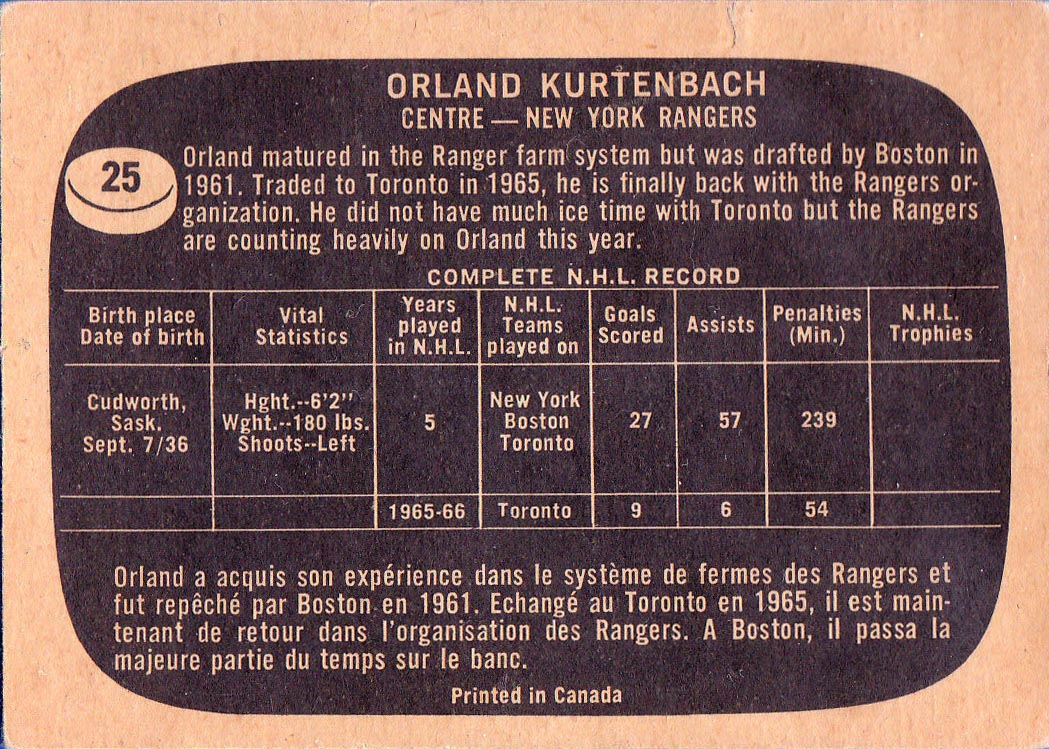 ORLAND KURTENBACH
CENTRE — NEW YORK RANGERS
25
Orland matured in the Ranger farm system but was drafted by Boston in
1961. Traded to Toronto in 1965, he is finally back with the Rangers or-
ganization. He did not have much ice time with Toronto but the Rangers
are counting heavily on Orland this year.
COMPLETE N.H.L. RECORD
Birth place
Date of birth
Vital
Statistics
Years
played
in N.H.L.
N.H.L.
Teams
played on
Goals
Scored
Assists
Penalties
(Min.)
N.H.L.
Trophies
Cudworth,
Sask.
Sept. 7/36
Hght.--6'2"
Wght.--180 lbs.
Shoots--Left
5
New York
Boston
Toronto
27
57
239
1965-66
Toronto
9
6
54
Orland a acquis son expérience dans le système de fermes des Rangers et
fut repêché par Boston en 1961. Echangé au Toronto en 1965, il est main-
tenant de retour dans l'organisation des Rangers. A Boston, il passa la
majeure partie du temps sur le banc.
Printed in Canada